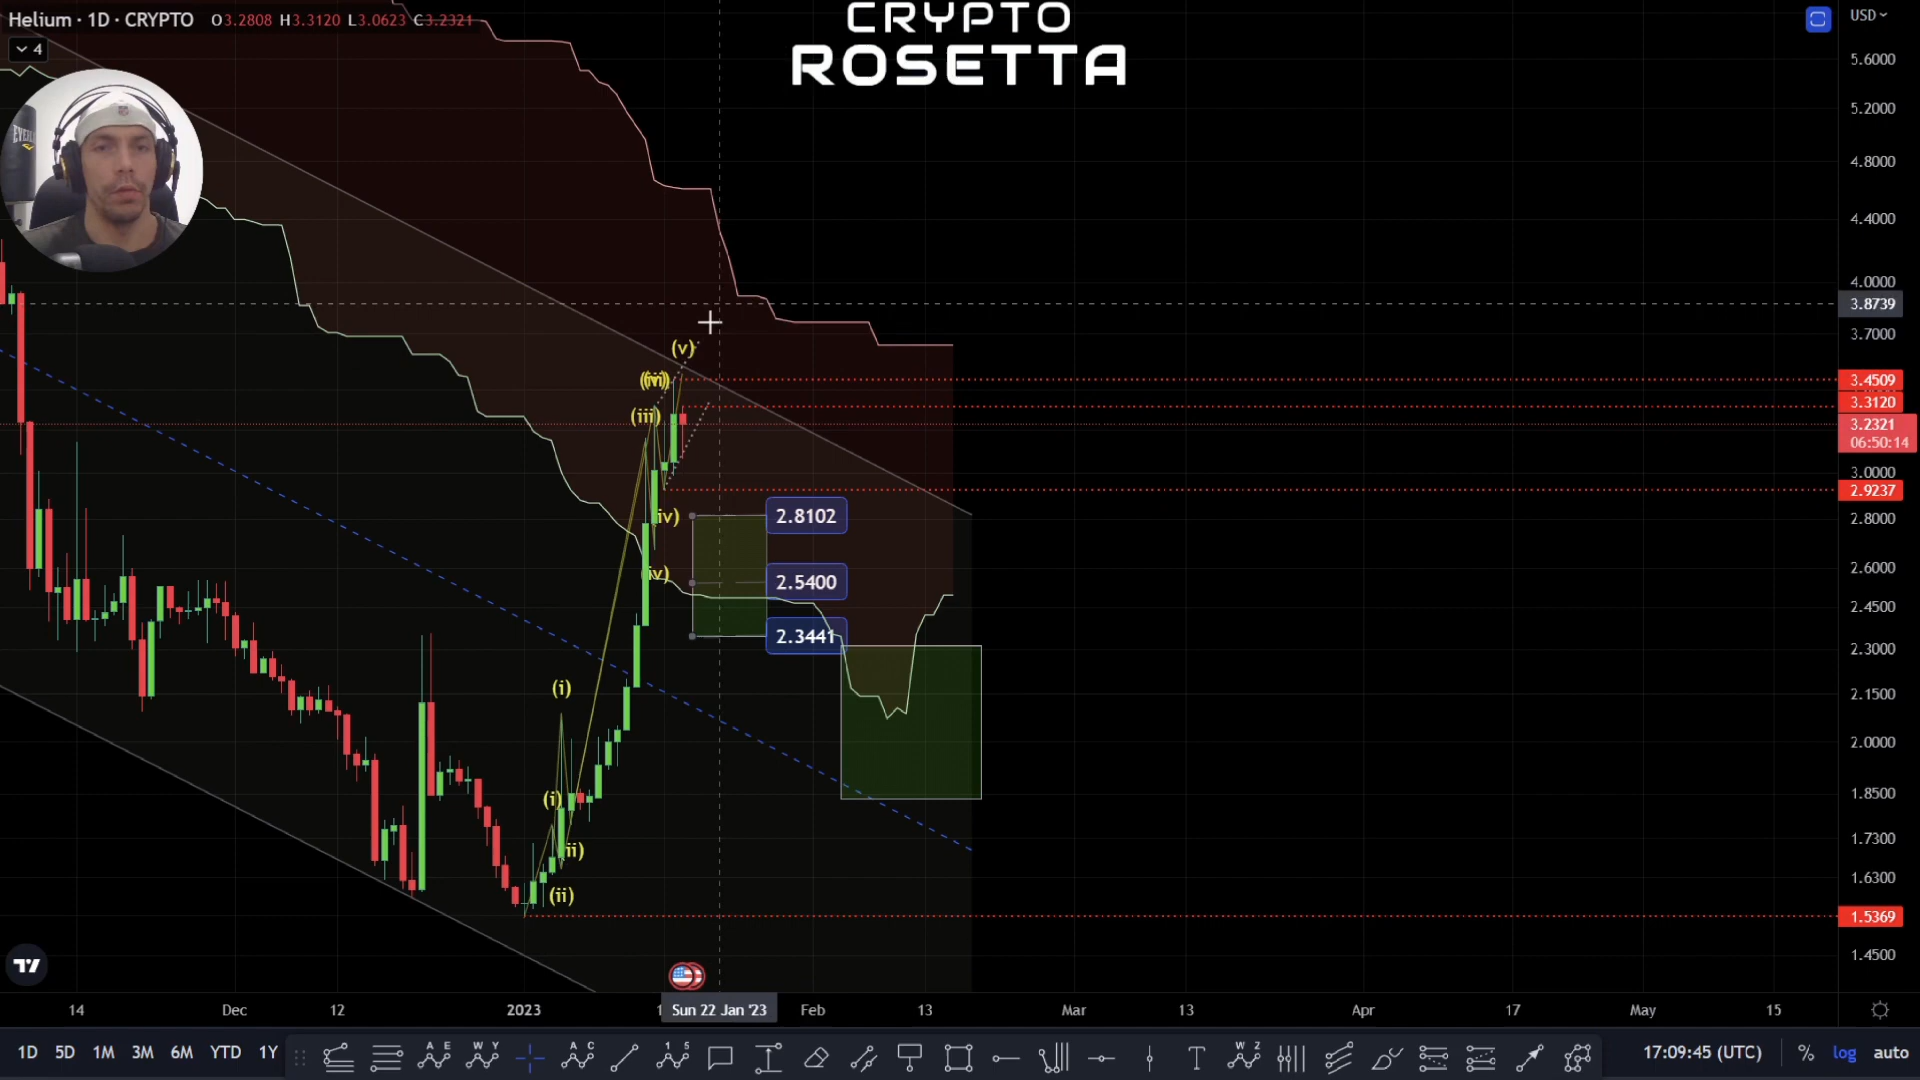 Helium · 1D · CRYPTO O3.2808 H3.3120 L3.0623 C3.2321
4
CRYPTO
ROSETTA
USD
5.6000
5.2000
4.8000
4.4000
4.0000
3.8739
3.7000
3.4509
3.3120
3.2321
06:50:14
3.0000
2.9237
2.8000
2.6000
2.4500
2.3000
2.1500
2.0000
1.8500
1.7300
1.6300
1.5369
1.4500
(v)
(iii)
iv)
2.8102
iv)
2.5400
2.3441
(i)
(i)
ii)
(ii)
14 Dec 12 2023 Sun 22 Jan '23 Feb 13 Mar 13 Apr 17 May 15
1D 5D 1M 3M 6M YTD 1Y
A E
W Y
A C
1 5
T
W Z
17:09:45 (UTC) % log auto